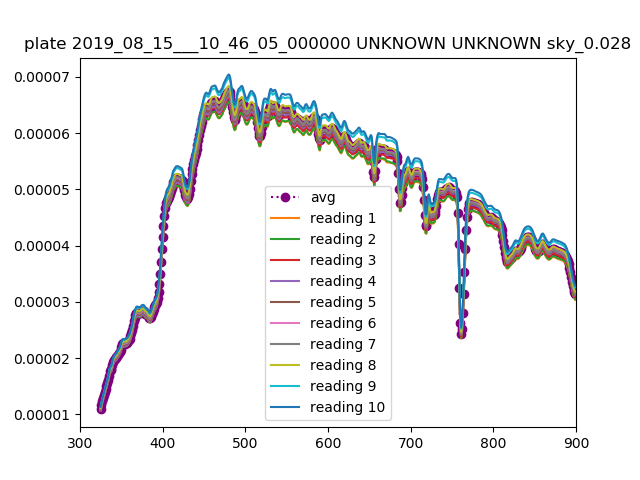 plate 2019_08_15___10_46_05_000000 UNKNOWN UNKNOWN sky_0.028
0.00007
0.00006
0.00005
0.00004
0.00003
0.00002
0.00001
avg
reading 1
reading 2
reading 3
reading 4
reading 5
reading 6
reading 7
reading 8
reading 9
reading 10
300 400 500 600 700 800 900